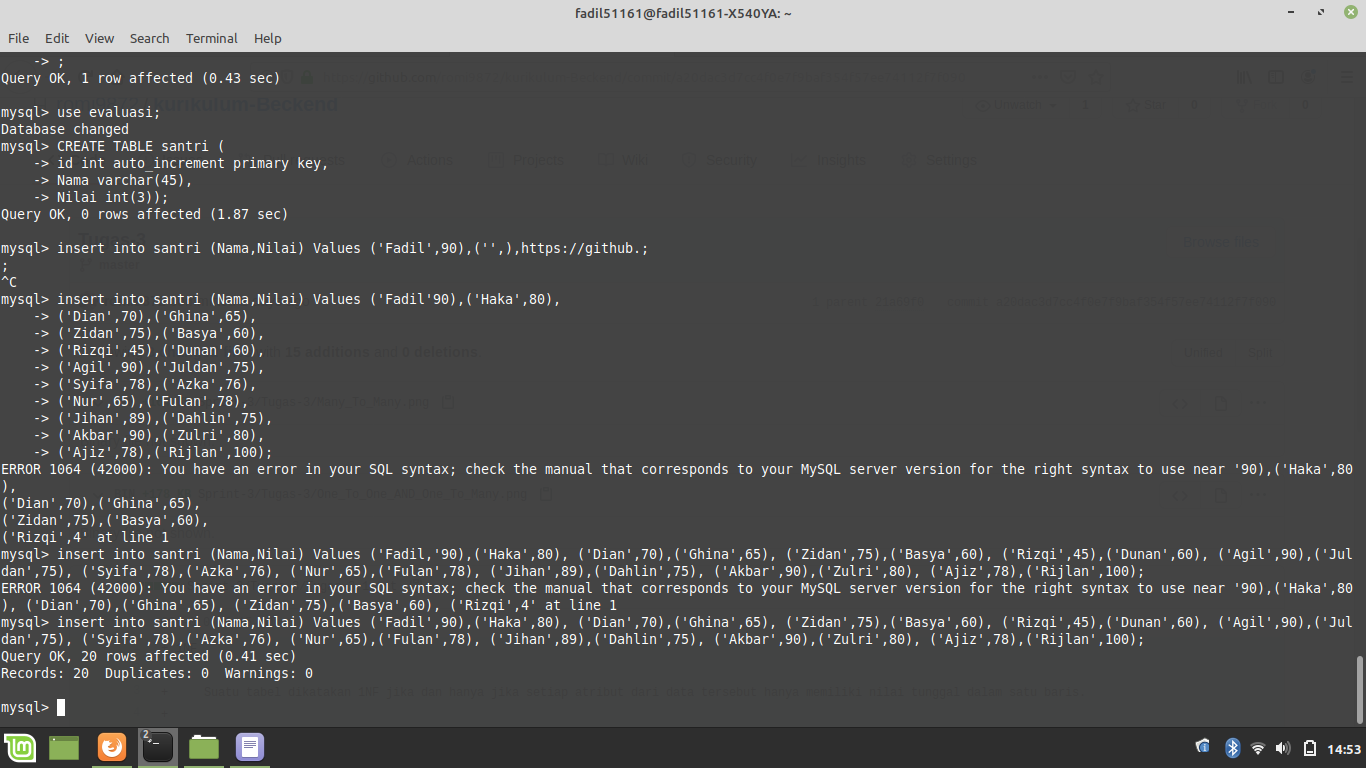 fadil51161@fadil51161-X540YA: ~
File Edit View Search Terminal Help
    -> ;
Query OK, 1 row affected (0.43 sec)
mysql> use evaluasi;
Database changed
mysql> CREATE TABLE santri (
    -> id int auto_increment primary key,
    -> Nama varchar(45),
    -> Nilai int(3));
Query OK, 0 rows affected (1.87 sec)
mysql> insert into santri (Nama,Nilai) Values ('Fadil',90),('',),https://github.;
;
^C
mysql> insert into santri (Nama,Nilai) Values ('Fadil'90),('Haka',80),
    -> ('Dian',70),('Ghina',65),
    -> ('Zidan',75),('Basya',60),
    -> ('Rizqi',45),('Dunan',60),
    -> ('Agil',90),('Juldan',75),
    -> ('Syifa',78),('Azka',76),
    -> ('Nur',65),('Fulan',78),
    -> ('Jihan',89),('Dahlin',75),
    -> ('Akbar',90),('Zulri',80),
    -> ('Ajiz',78),('Rijlan',100);
ERROR 1064 (42000): You have an error in your SQL syntax; check the manual that corresponds to your MySQL server version for the right syntax to use near '90),('Haka',80
),
('Dian',70),('Ghina',65),
('Zidan',75),('Basya',60),
('Rizqi',4' at line 1
mysql> insert into santri (Nama,Nilai) Values ('Fadil,'90),('Haka',80), ('Dian',70),('Ghina',65), ('Zidan',75),('Basya',60), ('Rizqi',45),('Dunan',60), ('Agil',90),('Jul
dan',75), ('Syifa',78),('Azka',76), ('Nur',65),('Fulan',78), ('Jihan',89),('Dahlin',75), ('Akbar',90),('Zulri',80), ('Ajiz',78),('Rijlan',100);
ERROR 1064 (42000): You have an error in your SQL syntax; check the manual that corresponds to your MySQL server version for the right syntax to use near '90),('Haka',80
), ('Dian',70),('Ghina',65), ('Zidan',75),('Basya',60), ('Rizqi',4' at line 1
mysql> insert into santri (Nama,Nilai) Values ('Fadil',90),('Haka',80), ('Dian',70),('Ghina',65), ('Zidan',75),('Basya',60), ('Rizqi',45),('Dunan',60), ('Agil',90),('Jul
dan',75), ('Syifa',78),('Azka',76), ('Nur',65),('Fulan',78), ('Jihan',89),('Dahlin',75), ('Akbar',90),('Zulri',80), ('Ajiz',78),('Rijlan',100);
Query OK, 20 rows affected (0.41 sec)
Records: 20  Duplicates: 0  Warnings: 0
mysql>
2
14:53